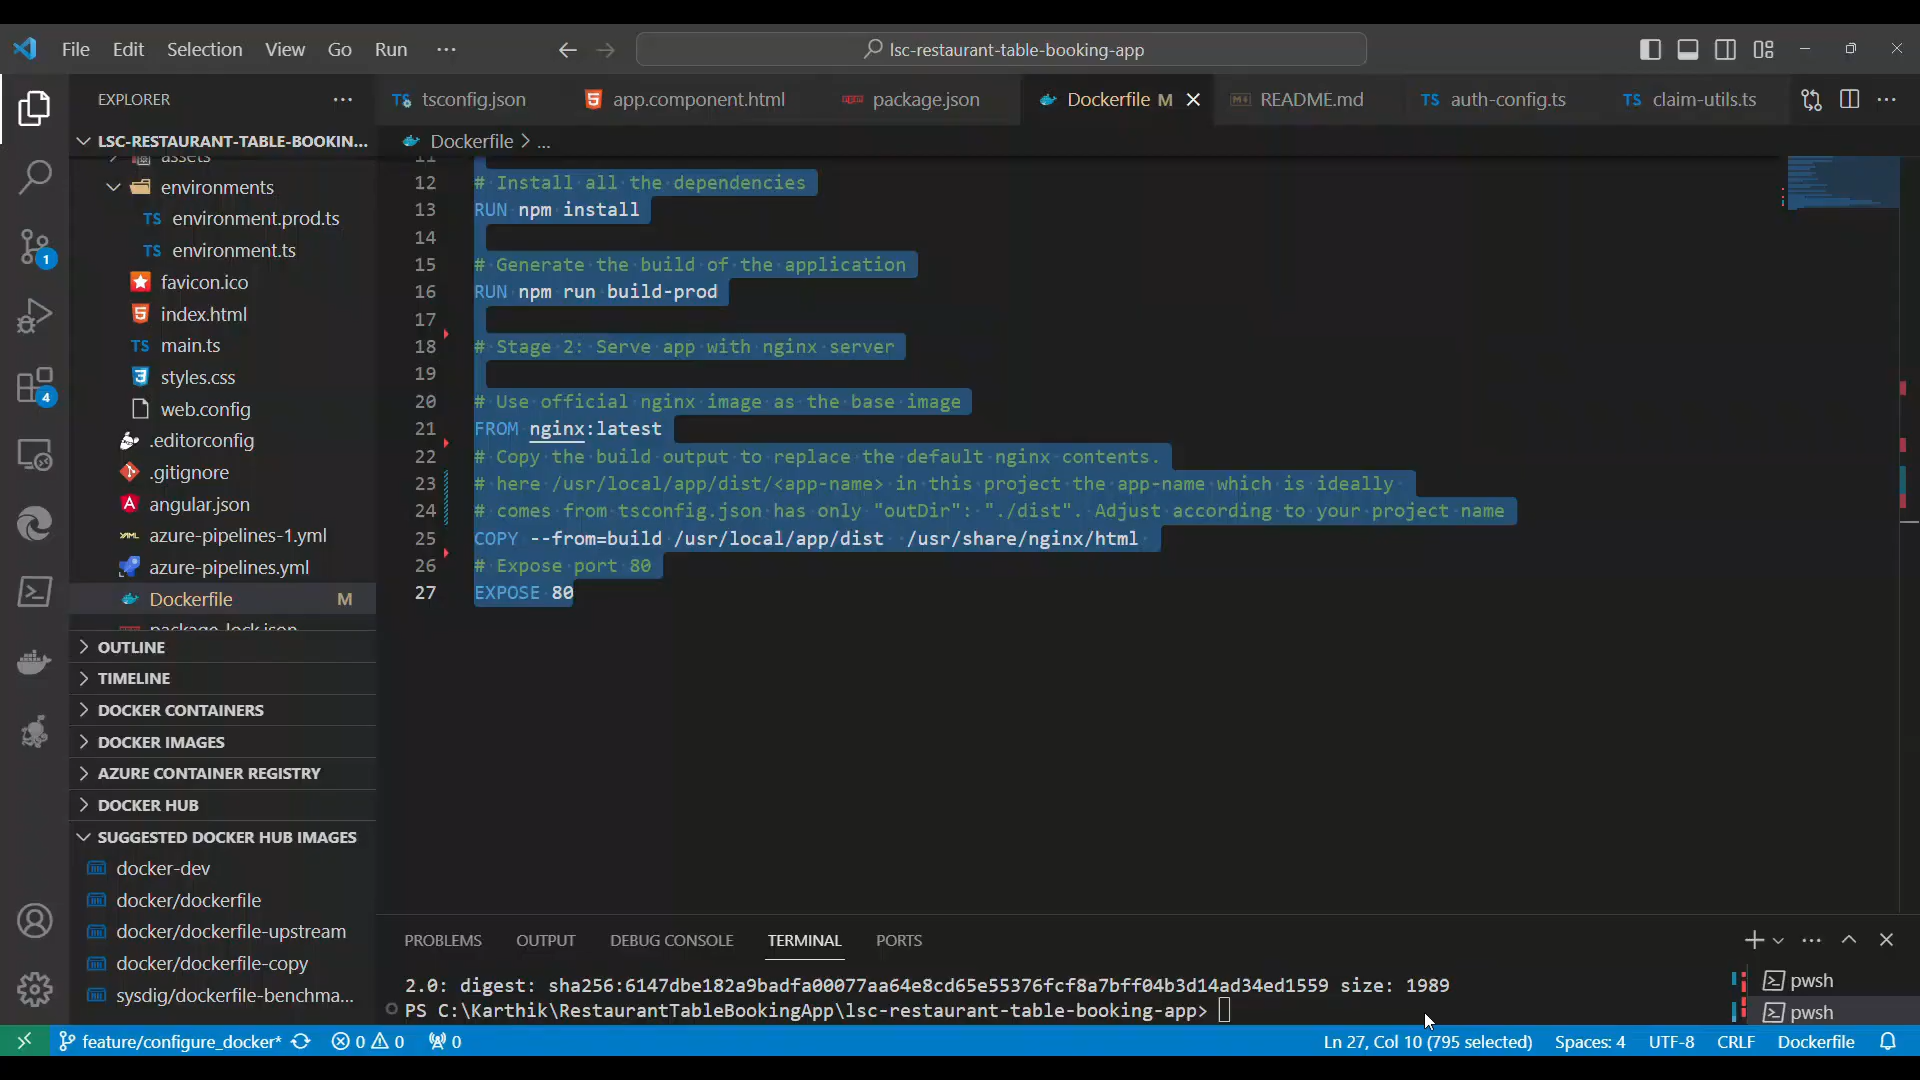 File Edit Selection View Go Run ...
lsc-restaurant-table-booking-app
EXPLORER ...
tsconfig.json app.component.html package.json Dockerfile M README.md auth-config.ts claim-utils.ts
LSC-RESTAURANT-TABLE-BOOKIN...
Dockerfile > ...
assets
environments
TS environment.prod.ts
TS environment.ts
favicon.ico
index.html
TS main.ts
styles.css
web.config
.editorconfig
.gitignore
angular.json
azure-pipelines-1.yml
azure-pipelines.yml
Dockerfile M
package-lock.json
OUTLINE
TIMELINE
DOCKER CONTAINERS
DOCKER IMAGES
AZURE CONTAINER REGISTRY
DOCKER HUB
SUGGESTED DOCKER HUB IMAGES
docker-dev
docker/dockerfile
docker/dockerfile-upstream
docker/dockerfile-copy
sysdig/dockerfile-benchma...
1
4
11
12 # Install all the dependencies
13 RUN npm install
14
15 # Generate the build of the application
16 RUN npm run build-prod
17
18 # Stage 2: Serve app with nginx server
19
20 # Use official nginx image as the base image
21 FROM nginx:latest
22 # Copy the build output to replace the default nginx contents.
23 # here /usr/local/app/dist/<app-name> in this project the app-name which is ideally
24 # comes from tsconfig.json has only "outDir": "./dist". Adjust according to your project name
25 COPY --from=build /usr/local/app/dist  /usr/share/nginx/html
26 # Expose port 80
27 EXPOSE 80
PROBLEMS OUTPUT DEBUG CONSOLE TERMINAL PORTS
2.0: digest: sha256:6147dbe182a9badfa00077aa64e8cd65e55376fcf8a7bff04b3d14ad34ed1559 size: 1989
PS C:\Karthik\RestaurantTableBookingApp\lsc-restaurant-table-booking-app>
pwsh
pwsh
feature/configure_docker* 0 0 0
Ln 27, Col 10 (795 selected) Spaces: 4 UTF-8 CRLF Dockerfile